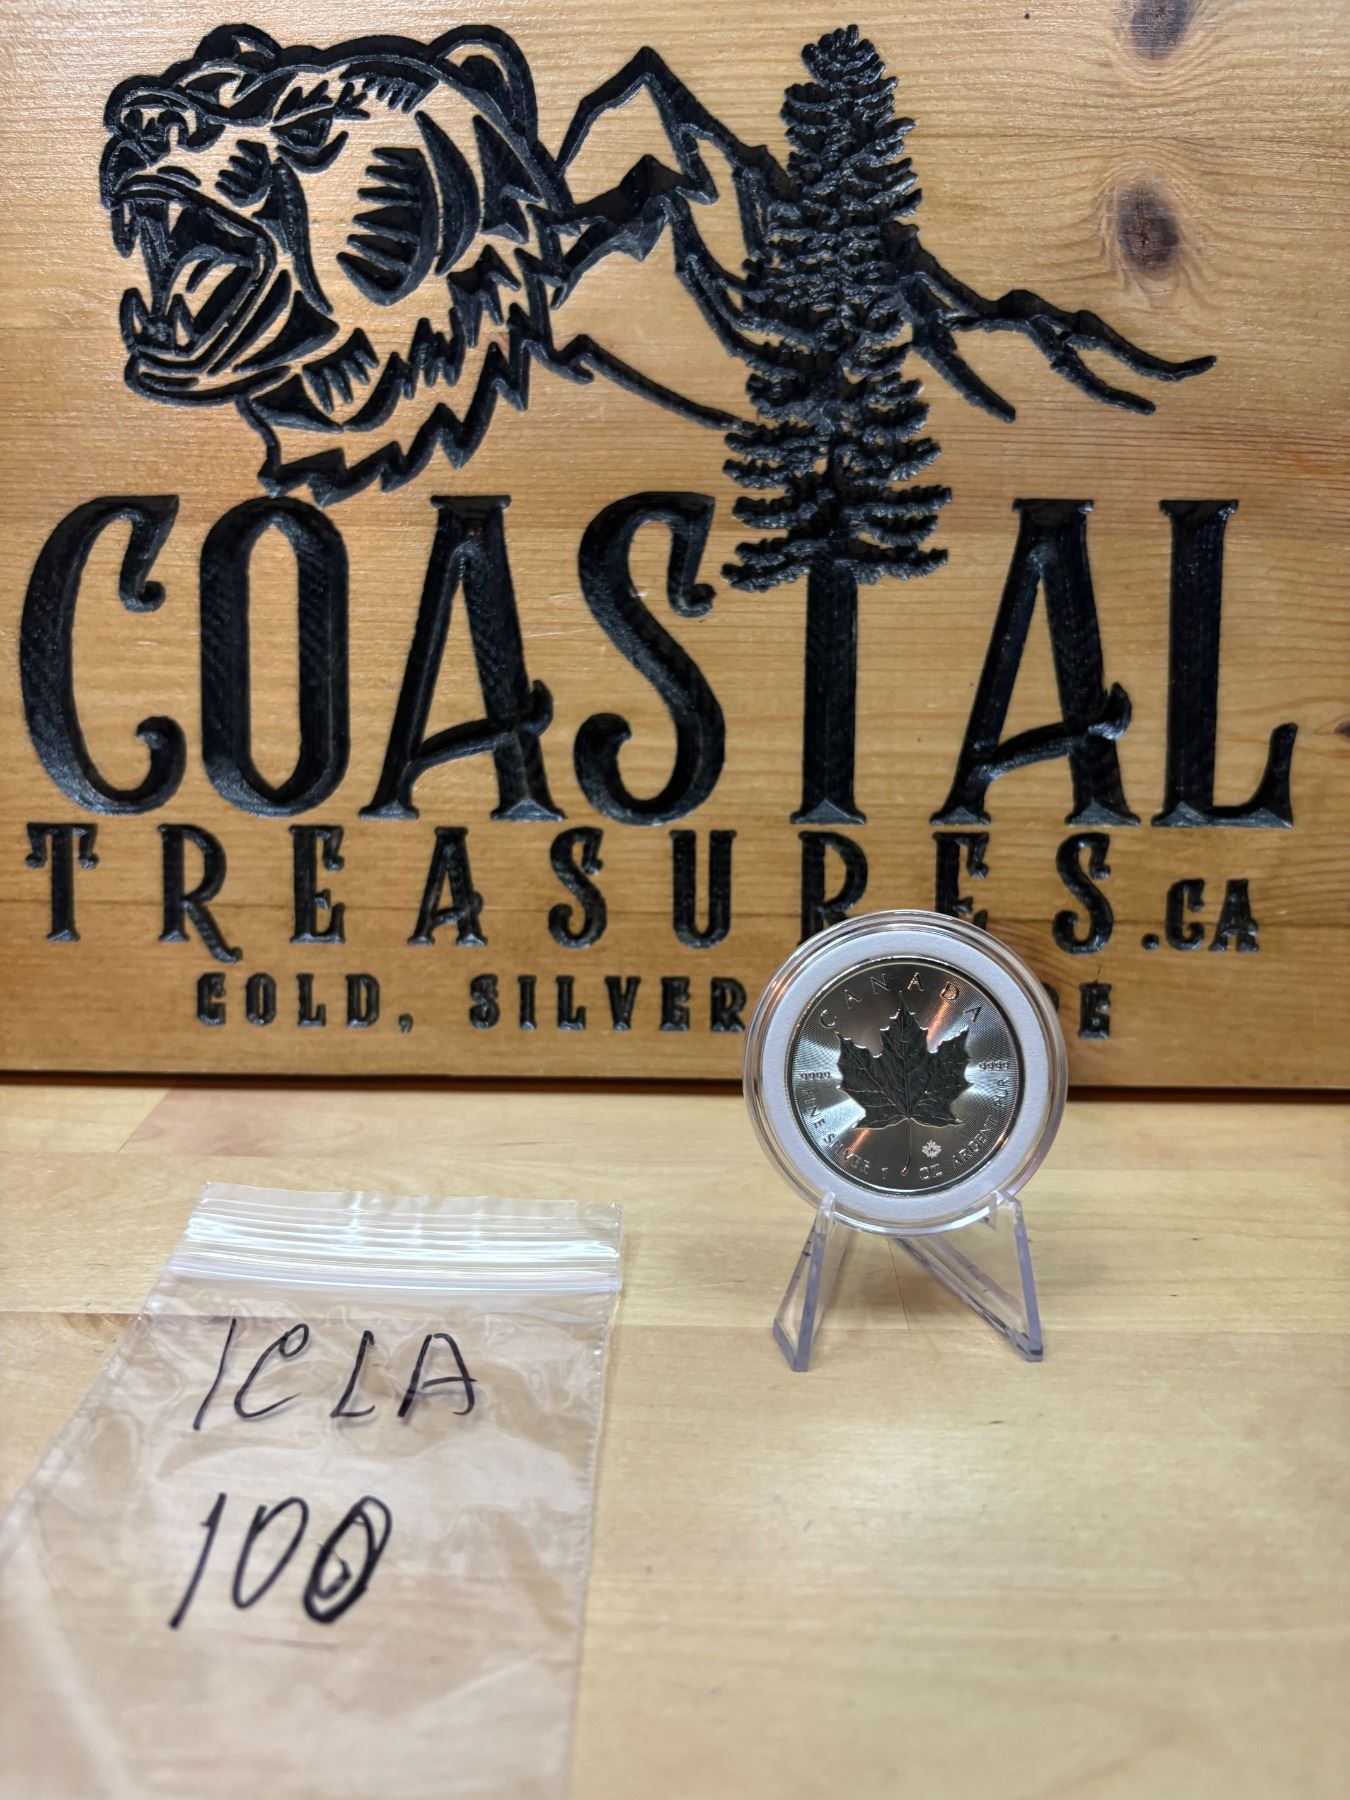 COASTAL
TREASURES.CA
GOLD, SILVER
CANADA
9999 9999
FINE SILVER 1 OZ ARGENT PUR
ICLA
100